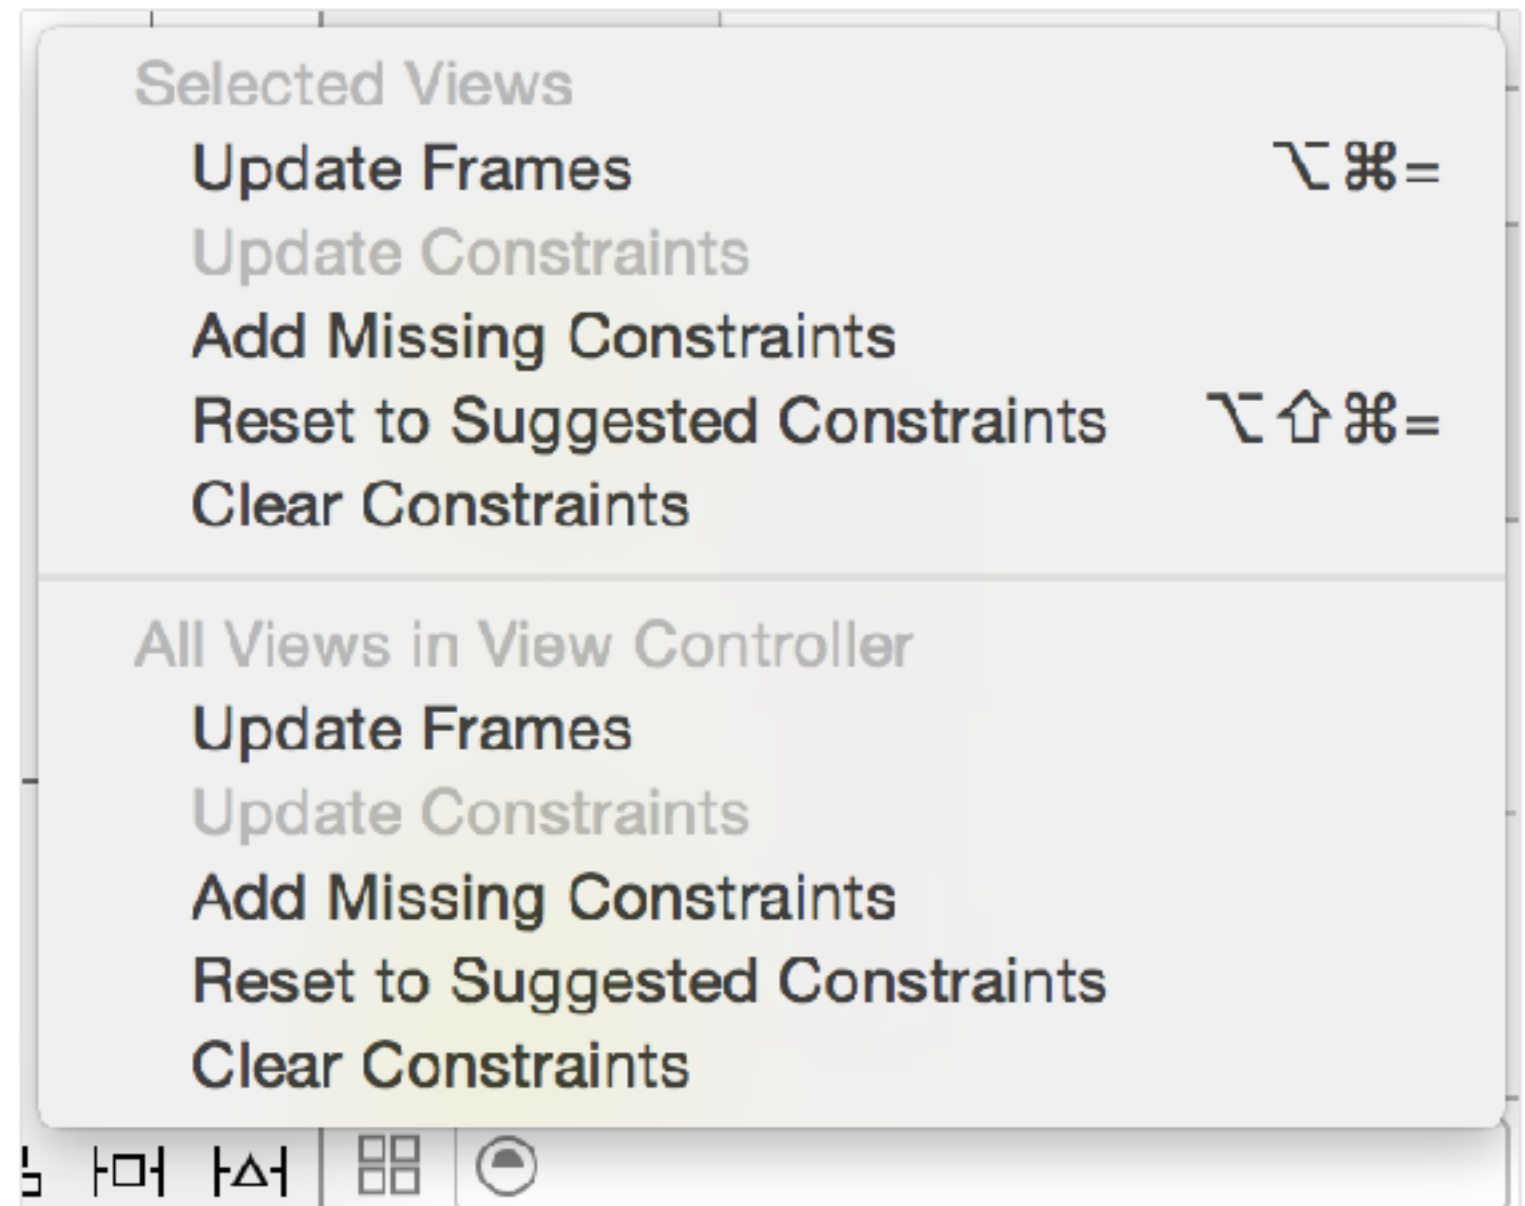 Selected Views
Update Frames ⌥⌘=
Update Constraints
Add Missing Constraints
Reset to Suggested Constraints ⌥⇧⌘=
Clear Constraints
All Views in View Controller
Update Frames
Update Constraints
Add Missing Constraints
Reset to Suggested Constraints
Clear Constraints